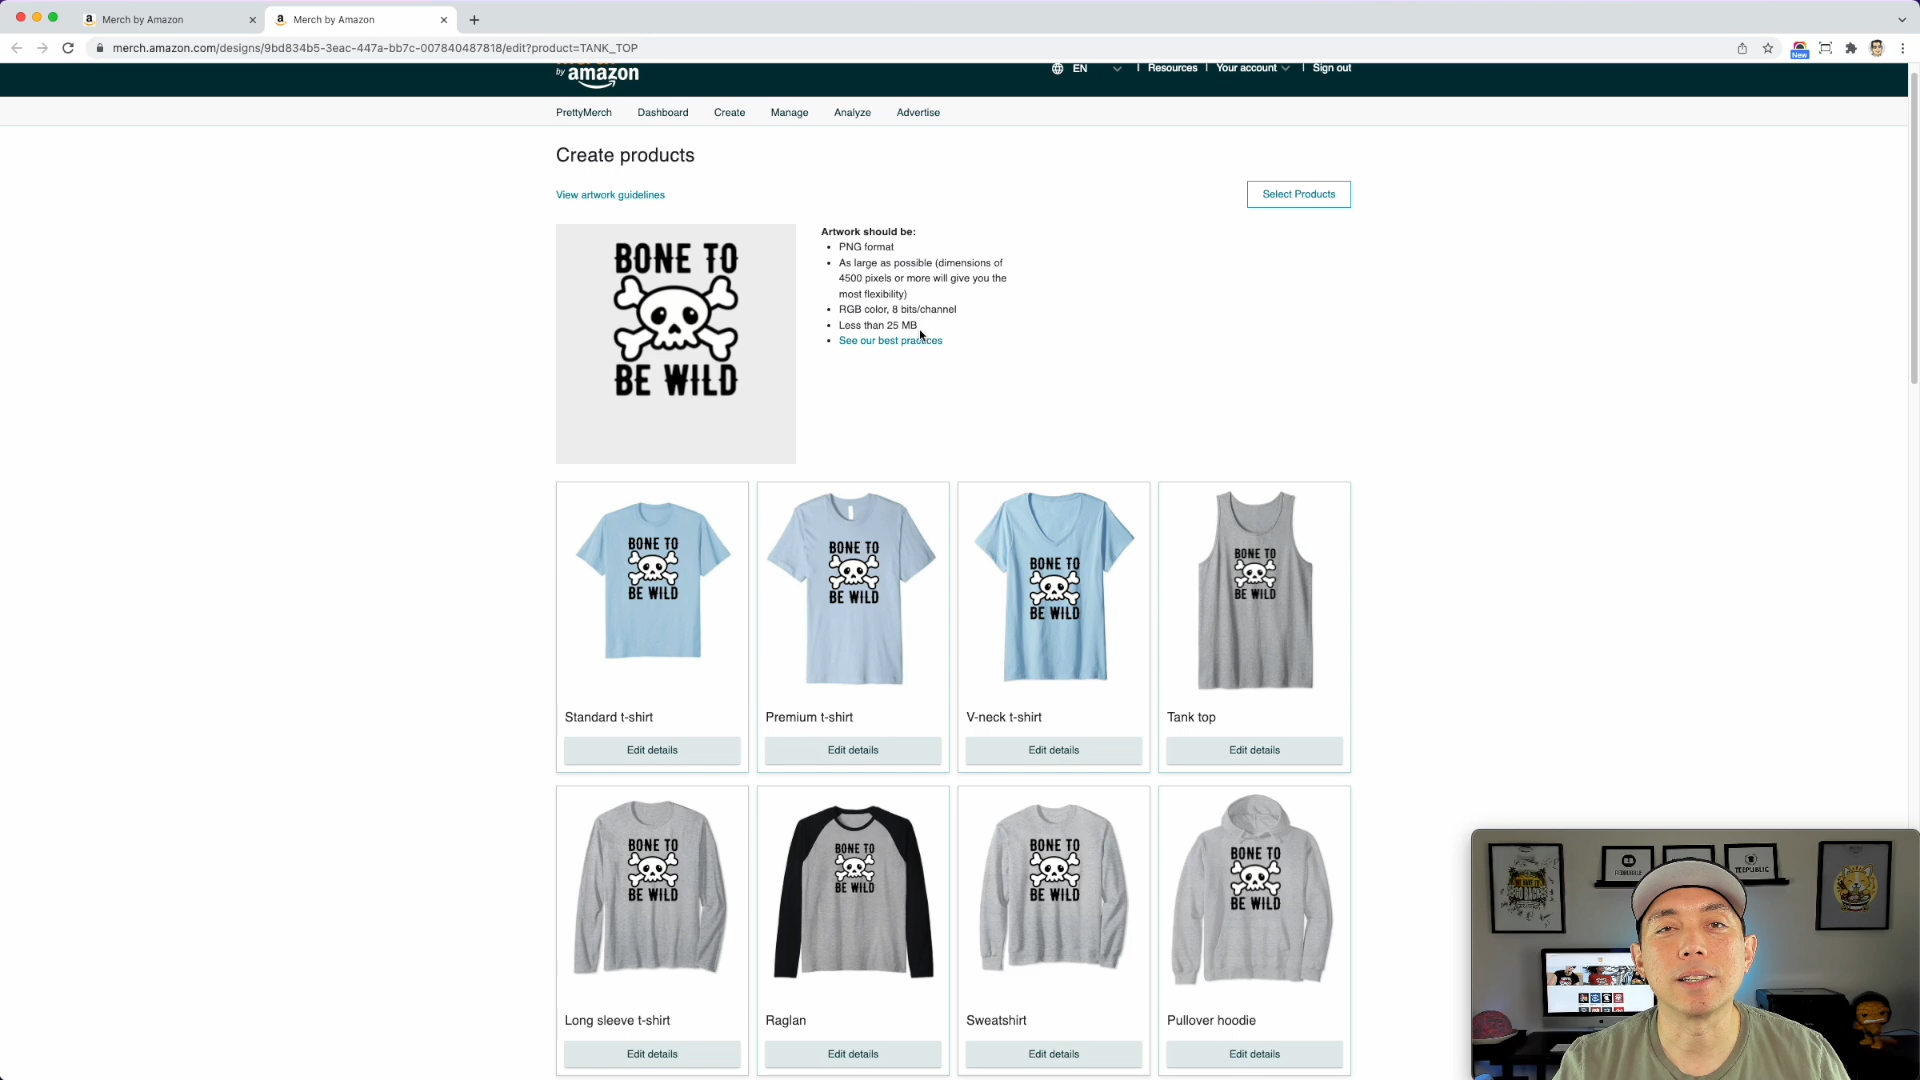 Merch by Amazon
Merch by Amazon
merch.amazon.com/designs/9bd834b5-3eac-447a-bb7c-007840487818/edit?product=TANK_TOP
New
by amazon
EN
Resources
Your account
Sign out
PrettyMerch
Dashboard
Create
Manage
Analyze
Advertise
Create products
View artwork guidelines
Select Products
BONE TO
BE WILD
Artwork should be:
PNG format
As large as possible (dimensions of
4500 pixels or more will give you the
most flexibility)
RGB color, 8 bits/channel
Less than 25 MB
See our best practices
BONE TO
BE WILD
BONE TO
BE WILD
BONE TO
BE WILD
BONE TO
BE WILD
Standard t-shirt
Premium t-shirt
V-neck t-shirt
Tank top
Edit details
Edit details
Edit details
Edit details
BONE TO
BE WILD
BONE TO
BE WILD
BONE TO
BE WILD
BONE TO
BE WILD
Long sleeve t-shirt
Raglan
Sweatshirt
Pullover hoodie
Edit details
Edit details
Edit details
Edit details
REDBUBBLE
TEEPUBLIC